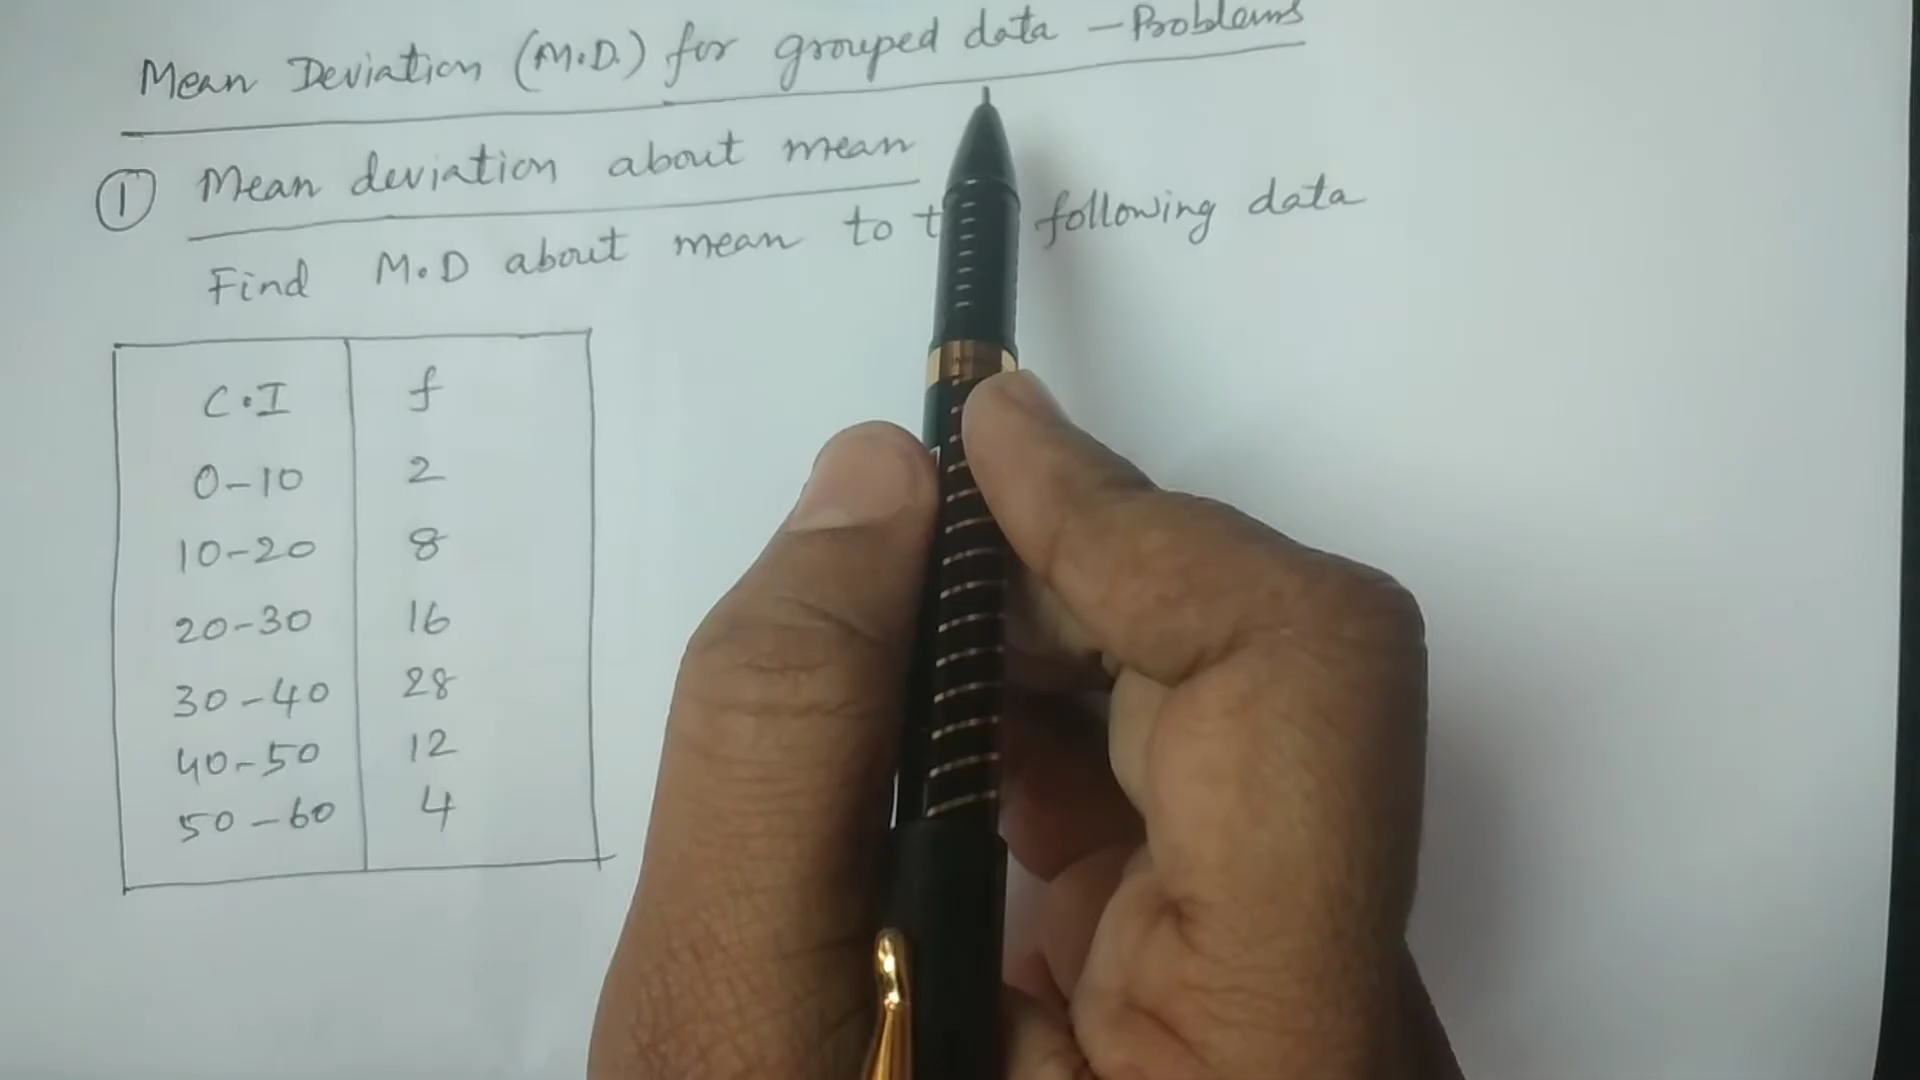 Mean Deviation (M.D.) for grouped data - Problems
① Mean deviation about mean
Find M.D about mean to following data
C.I f
0-10 2
10-20 8
20-30 16
30-40 28
40-50 12
50-60 4